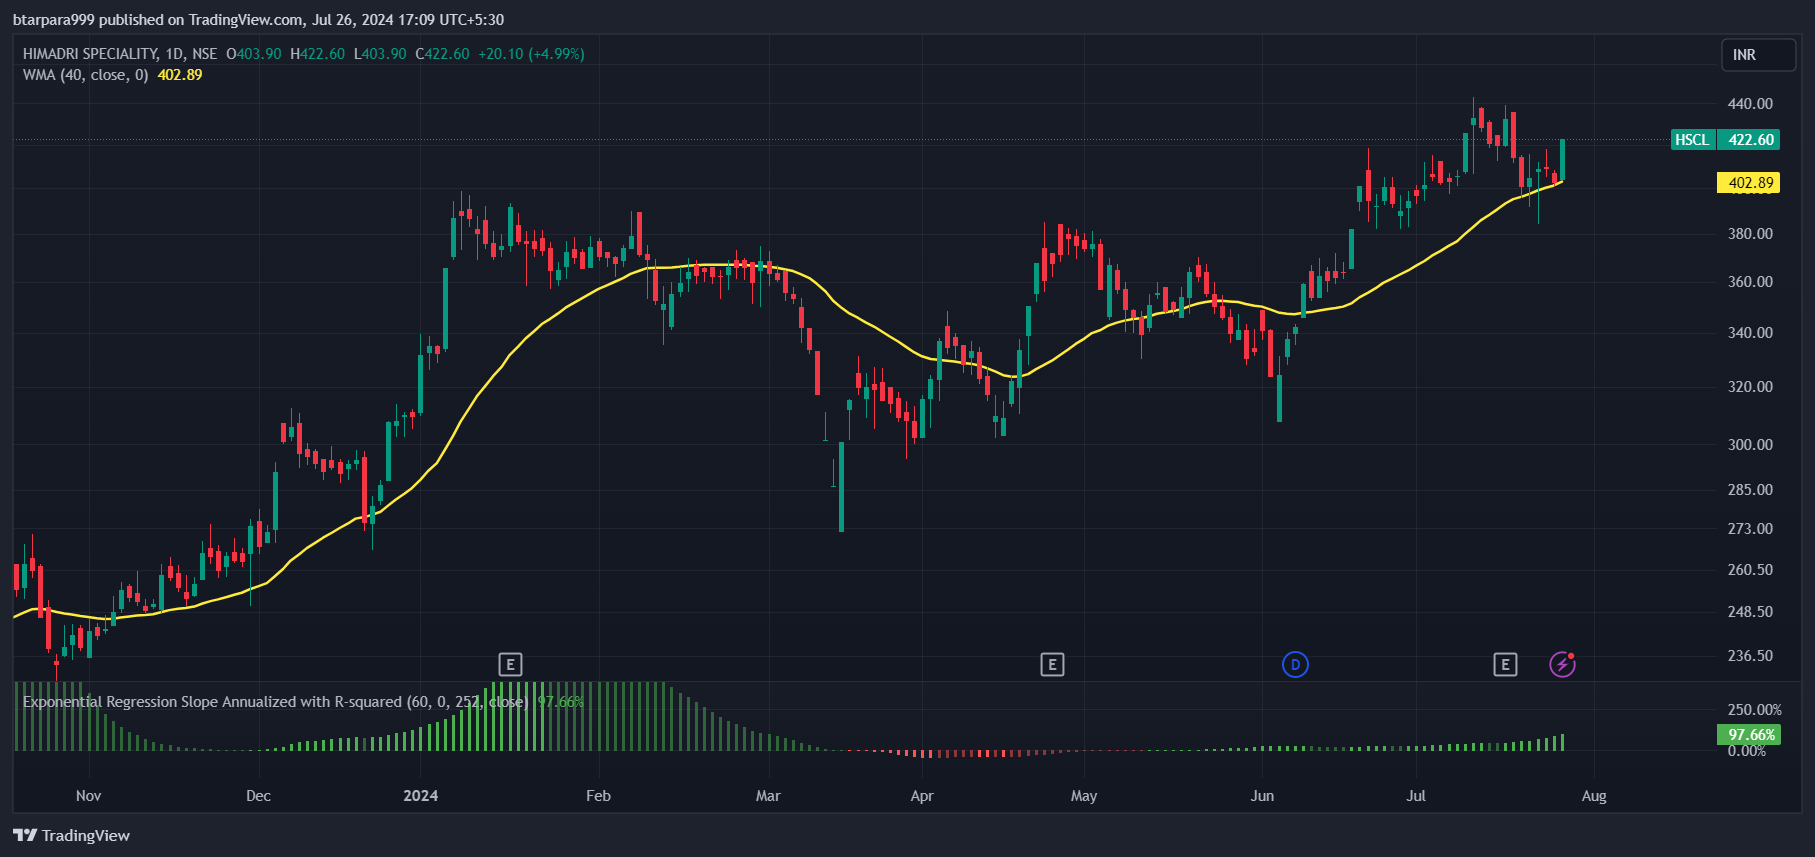 btarpara999 published on TradingView.com, Jul 26, 2024 17:09 UTC+5:30
HIMADRI SPECIALITY, 1D, NSE O403.90 H422.60 L403.90 C422.60 +20.10 (+4.99%)
INR
WMA (40, close, 0) 402.89
440.00
HSCL 422.60
402.89
380.00
360.00
340.00
320.00
300.00
285.00
273.00
260.50
248.50
236.50
E E D E
Exponential Regression Slope Annualized with R-squared (60, 0, 252, close) 97.66%
250.00%
97.66%
0.00%
Nov Dec 2024 Feb Mar Apr May Jun Jul Aug
TradingView